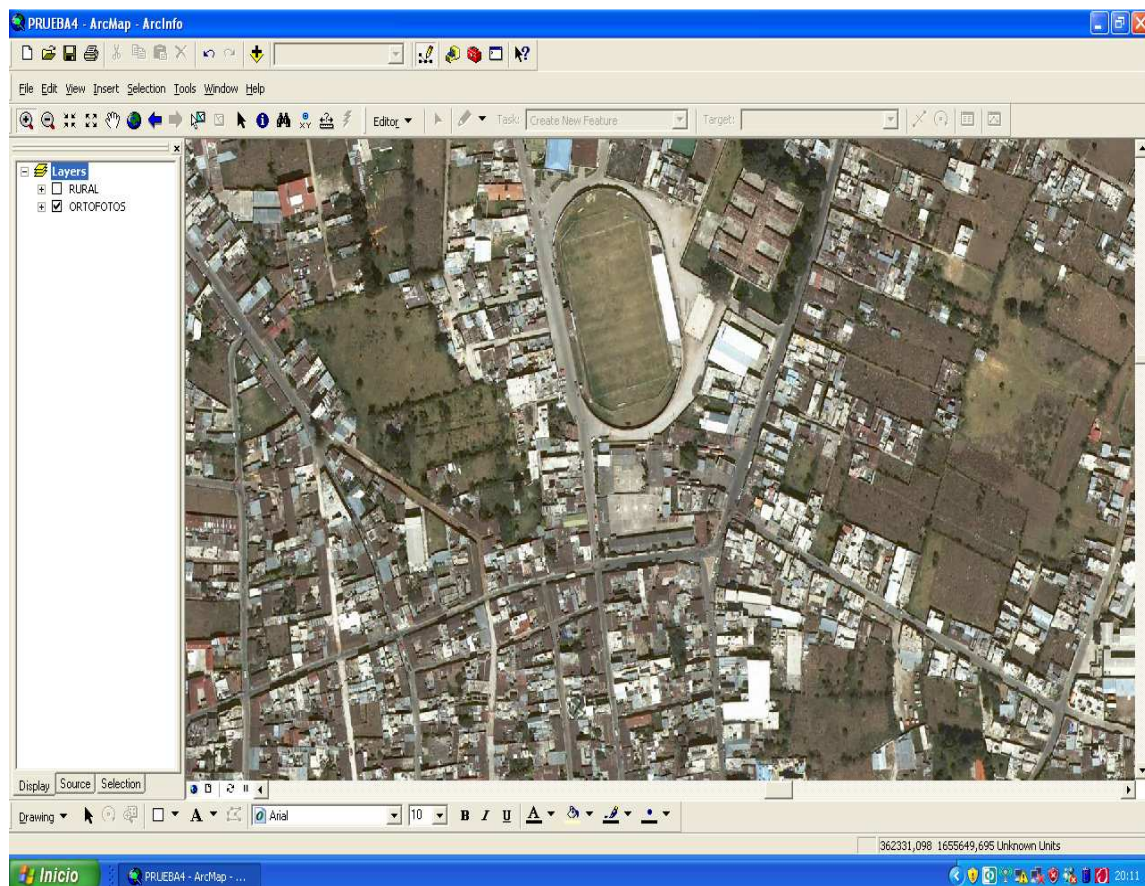 PRUEBA4 - ArcMap - ArcInfo
File Edit View Insert Selection Tools Window Help
Editor Task: Create New Feature Target:
Layers
RURAL
ORTOFOTOS
Display Source Selection
Drawing A Arial 10 B I U A
362331,098 1655649,695 Unknown Units
Inicio PRUEBA4 - ArcMap - ... 20:11